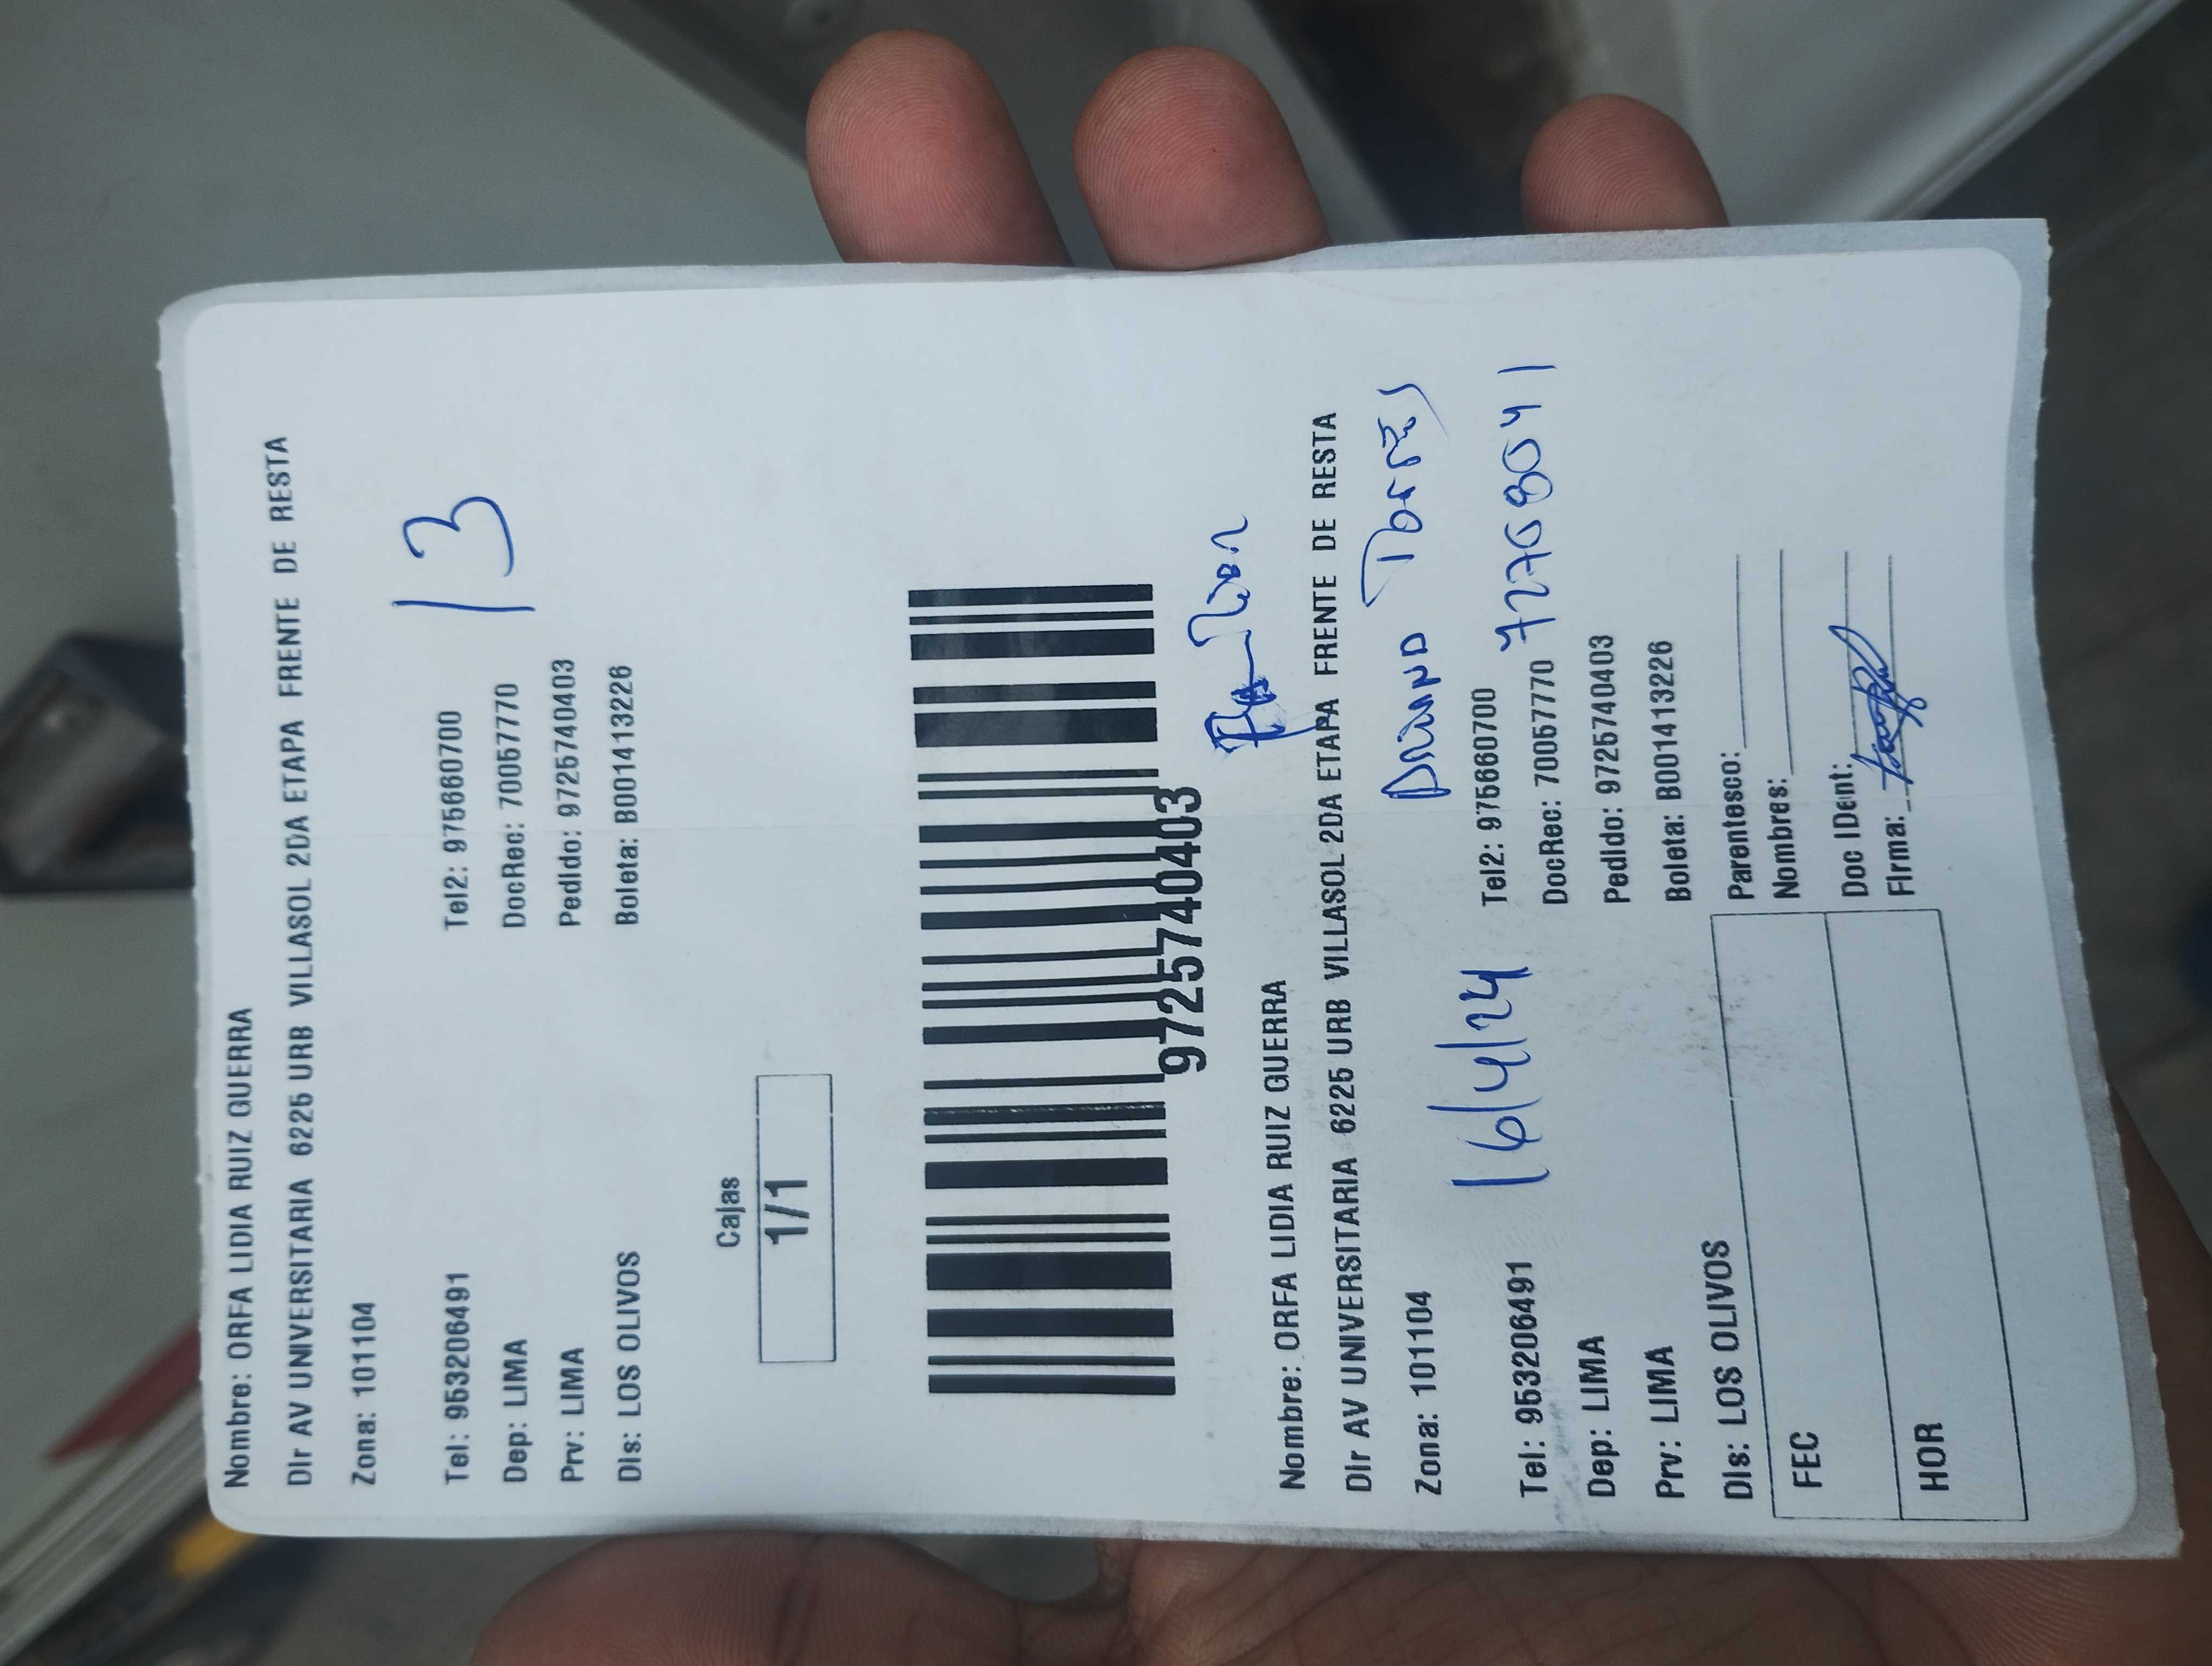 Nombre: ORFA LIDIA RUIZ GUERRA
Dir AV UNIVERSITARIA 6225 URB VILLASOL 2DA ETAPA FRENTE DE RESTA
Zona: 101104
13
Tel: 953206491 Tel2: 975660700
Dep: LIMA DocRec: 70057770
Prv: LIMA Pedido: 9725740403
Dis: LOS OLIVOS Boleta: B001413226
Cajas
1/1
9725740403
Nombre: ORFA LIDIA RUIZ GUERRA
Dir AV UNIVERSITARIA 6225 URB VILLASOL 2DA ETAPA FRENTE DE RESTA
Zona: 101104
16/4/24
Torres
72768041
Tel: 953206491 Tel2: 975660700
Dep: LIMA DocRec: 70057770
Prv: LIMA Pedido: 9725740403
Dis: LOS OLIVOS Boleta: B001413226
FEC
HOR
Parentesco:
Nombres:
Doc IDent:
Firma: